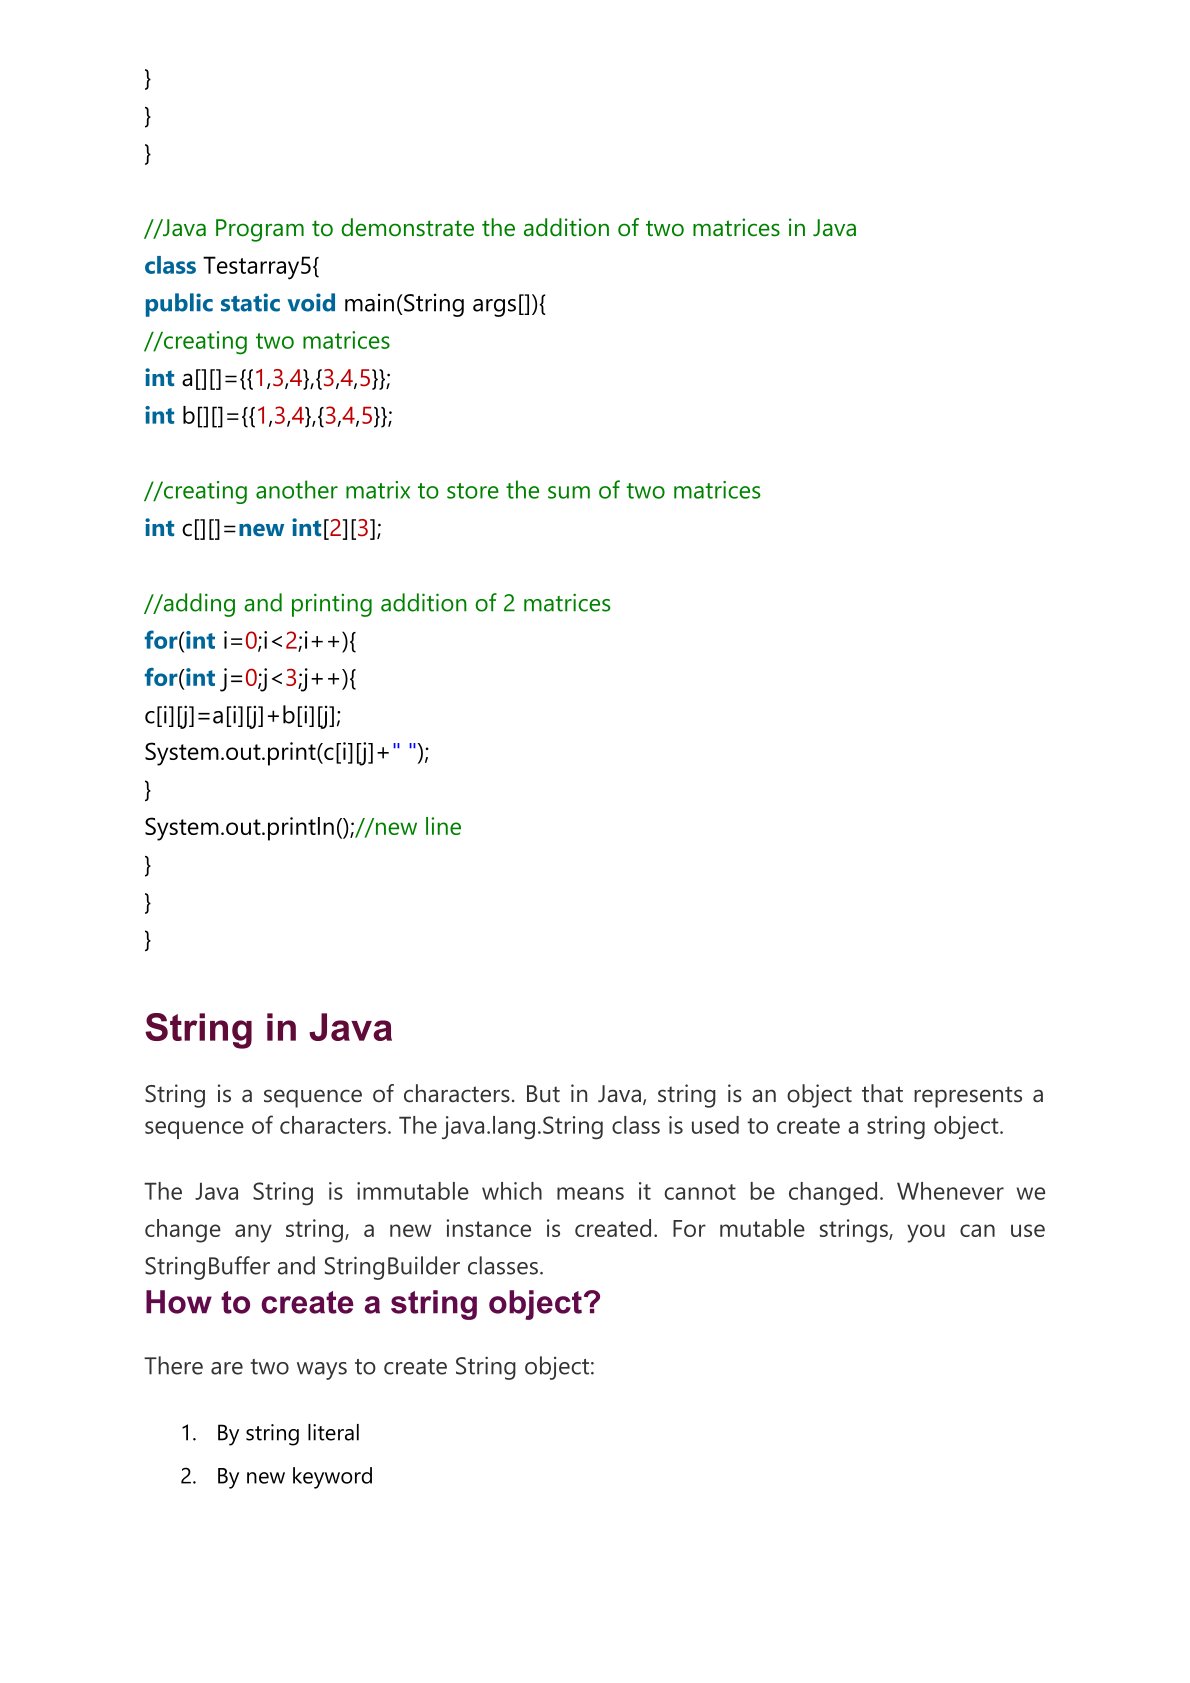 }
}
}
//Java Program to demonstrate the addition of two matrices in Java
class Testarray5{
public static void main(String args[]){
//creating two matrices
int a[][]={{1,3,4},{3,4,5}};
int b[][]={{1,3,4},{3,4,5}};
//creating another matrix to store the sum of two matrices
int c[][]=new int[2][3];
//adding and printing addition of 2 matrices
for(int i=0;i<2;i++){
for(int j=0;j<3;j++){
c[i][j]=a[i][j]+b[i][j];
System.out.print(c[i][j]+" ");
}
System.out.println();//new line
}
}
}
String in Java
String is a sequence of characters. But in Java, string is an object that represents a
sequence of characters. The java.lang.String class is used to create a string object.
The Java String is immutable which means it cannot be changed. Whenever we
change any string, a new instance is created. For mutable strings, you can use
StringBuffer and StringBuilder classes.
How to create a string object?
There are two ways to create String object:
1. By string literal
2. By new keyword